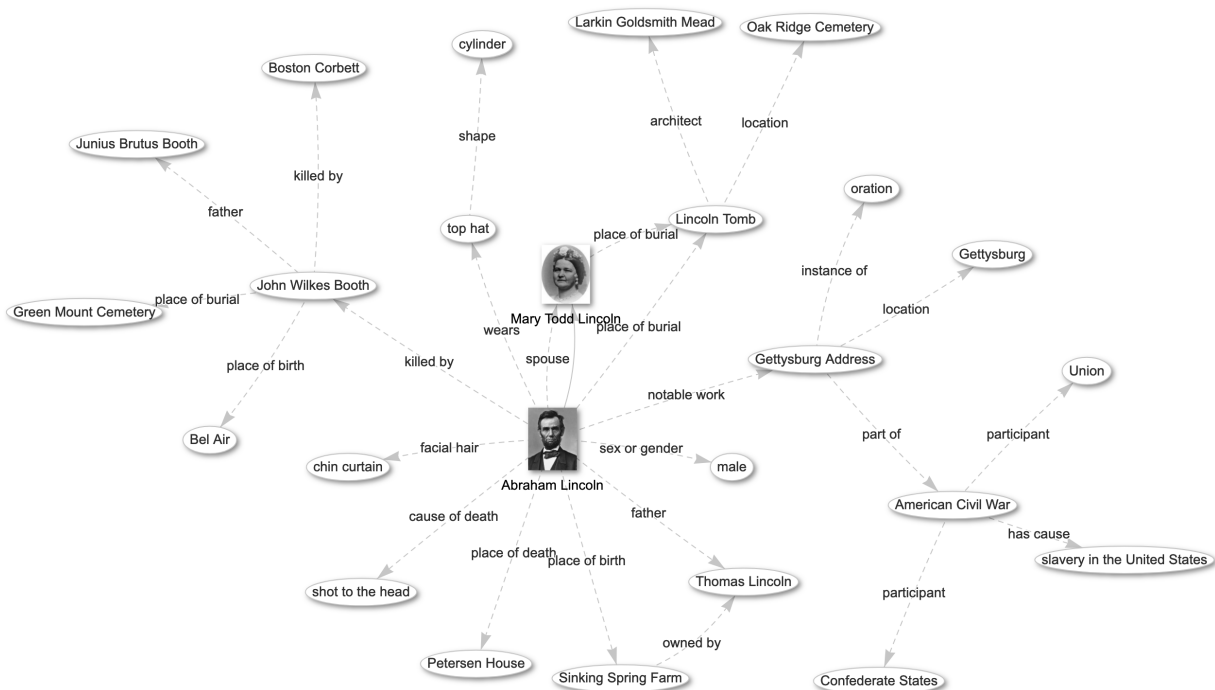 Larkin Goldsmith Mead
Oak Ridge Cemetery
cylinder
Boston Corbett
architect
location
shape
Junius Brutus Booth
killed by
oration
father
Lincoln Tomb
top hat
place of burial
Gettysburg
instance of
John Wilkes Booth
place of burial
Green Mount Cemetery
location
Mary Todd Lincoln
place of burial
wears
spouse
Gettysburg Address
killed by
place of birth
Union
notable work
part of
participant
Bel Air
facial hair
sex or gender
chin curtain
male
Abraham Lincoln
American Civil War
cause of death
father
has cause
place of death
place of birth
slavery in the United States
Thomas Lincoln
shot to the head
participant
owned by
Petersen House
Sinking Spring Farm
Confederate States